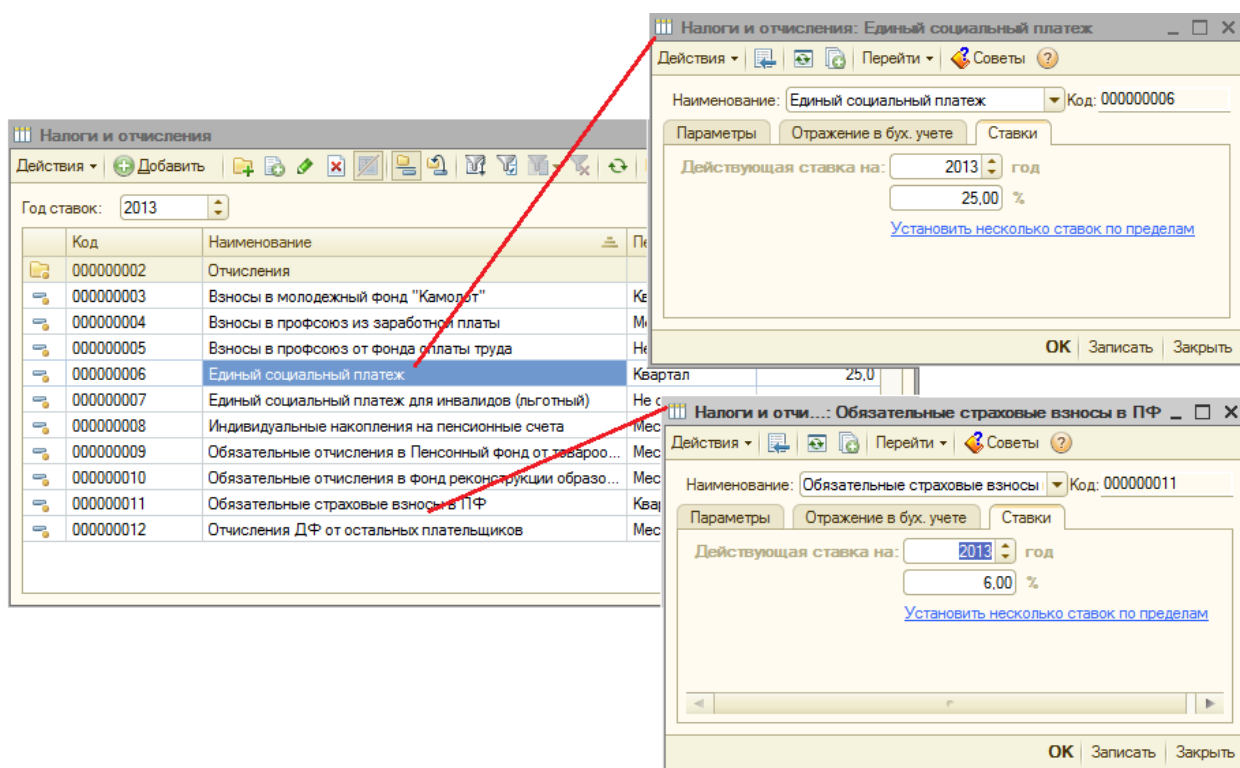 Налоги и отчисления: Единый социальный платеж
Действия Перейти Советы
Наименование: Единый социальный платеж Код: 000000006
Параметры Отражение в бух. учете Ставки
Действующая ставка на: 2013 год
25,00 %
Установить несколько ставок по пределам
OK Записать Закрыть
Налоги и отчисления
Действия Добавить
Год ставок: 2013
Код Наименование
000000002 Отчисления
000000003 Взносы в молодежный фонд "Камолот"
000000004 Взносы в профсоюз из заработной платы
000000005 Взносы в профсоюз от фонда оплаты труда
000000006 Единый социальный платеж Квартал 25,0
000000007 Единый социальный платеж для инвалидов (льготный) Не
000000008 Индивидуальные накопления на пенсионные счета Мес
000000009 Обязательные отчисления в Пенсонный фонд от товароо... Мес
000000010 Обязательные отчисления в фонд реконструкции образо... Мес
000000011 Обязательные страховые взносы в ПФ Ква
000000012 Отчисления ДФ от остальных плательщиков Мес
Налоги и отчи...: Обязательные страховые взносы в ПФ
Действия Перейти Советы
Наименование: Обязательные страховые взносы Код: 000000011
Параметры Отражение в бух. учете Ставки
Действующая ставка на: 2013 год
6,00 %
Установить несколько ставок по пределам
OK Записать Закрыть